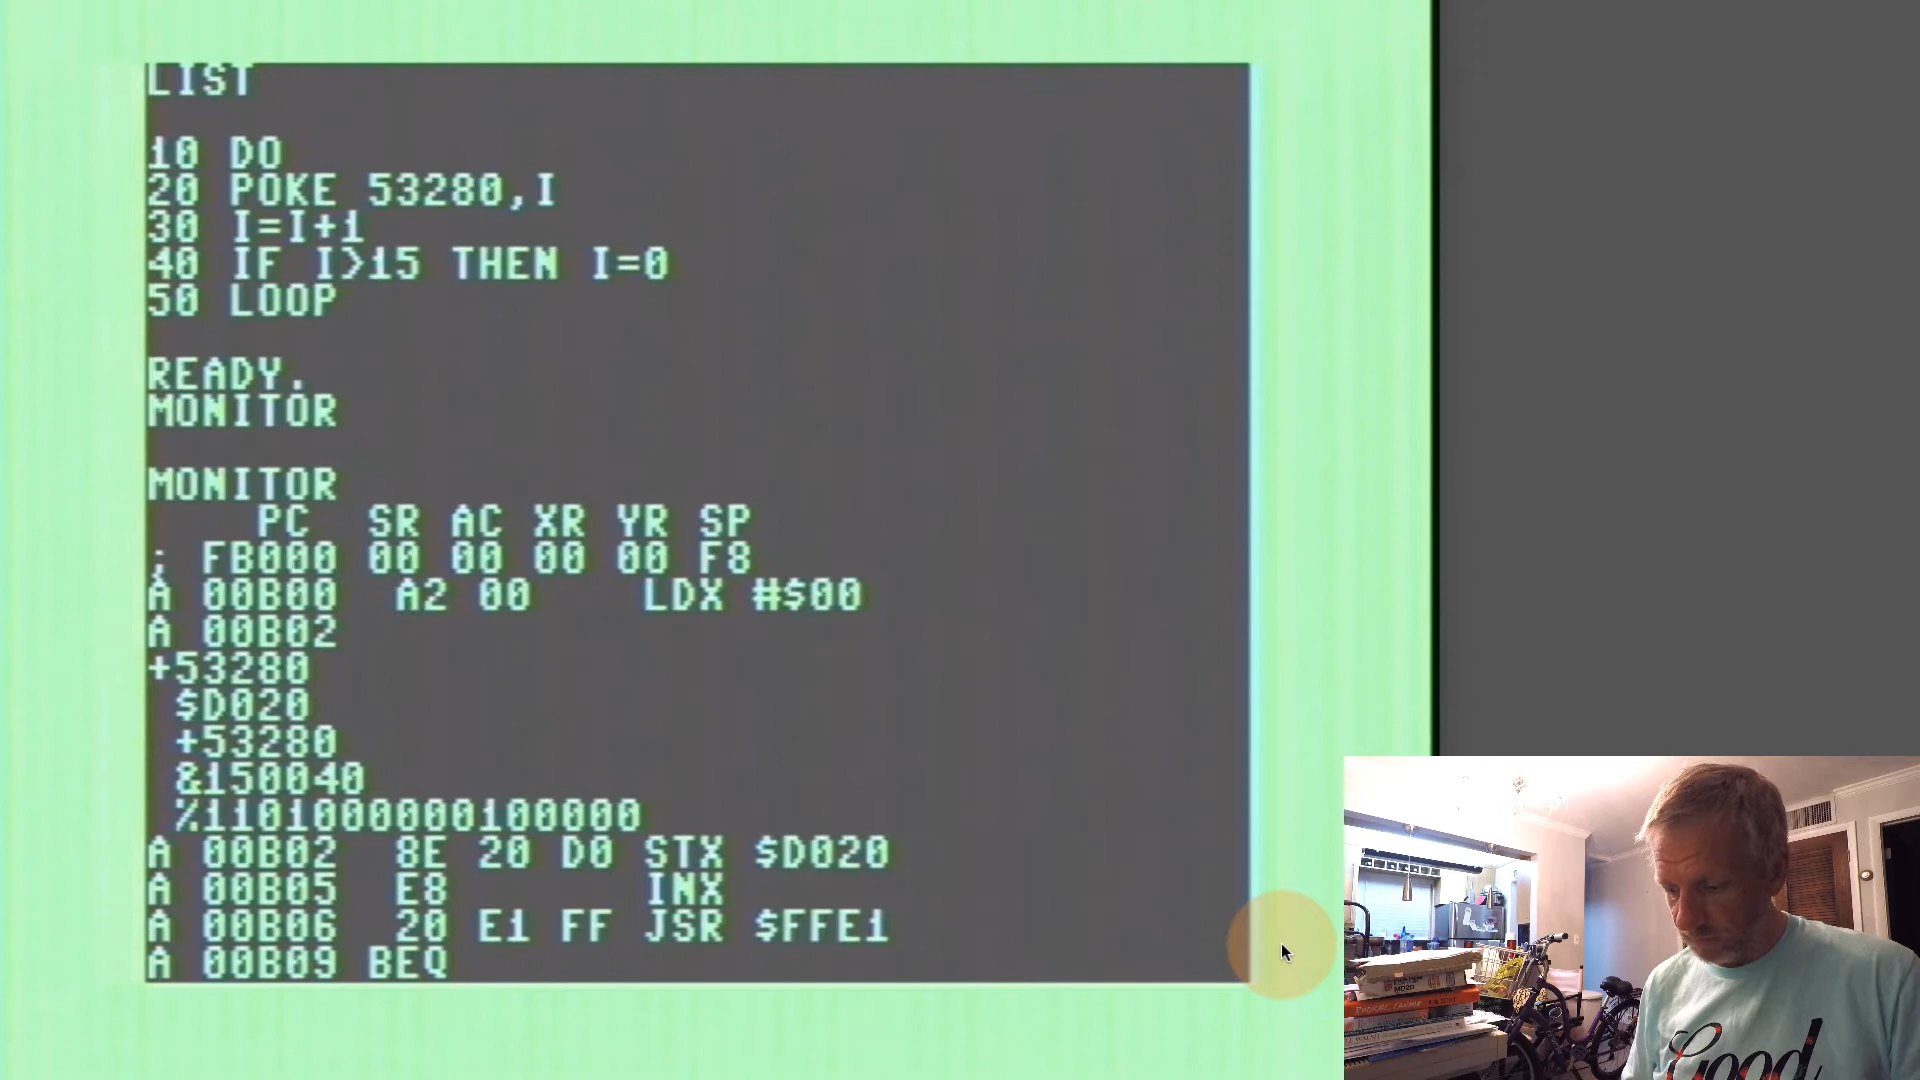 LIST
10 DO
20 POKE 53280,I
30 I=I+1
40 IF I>15 THEN I=0
50 LOOP
READY.
MONITOR
MONITOR
PC SR AC XR YR SP
; FB000 00 00 00 00 F8
A 00B00 A2 00 LDX #$00
A 00B02
+53280
$D020
+53280
&150040
%1101000000100000
A 00B02 8E 20 D0 STX $D020
A 00B05 E8 INX
A 00B06 20 E1 FF JSR $FFE1
A 00B09 BEQ
Good